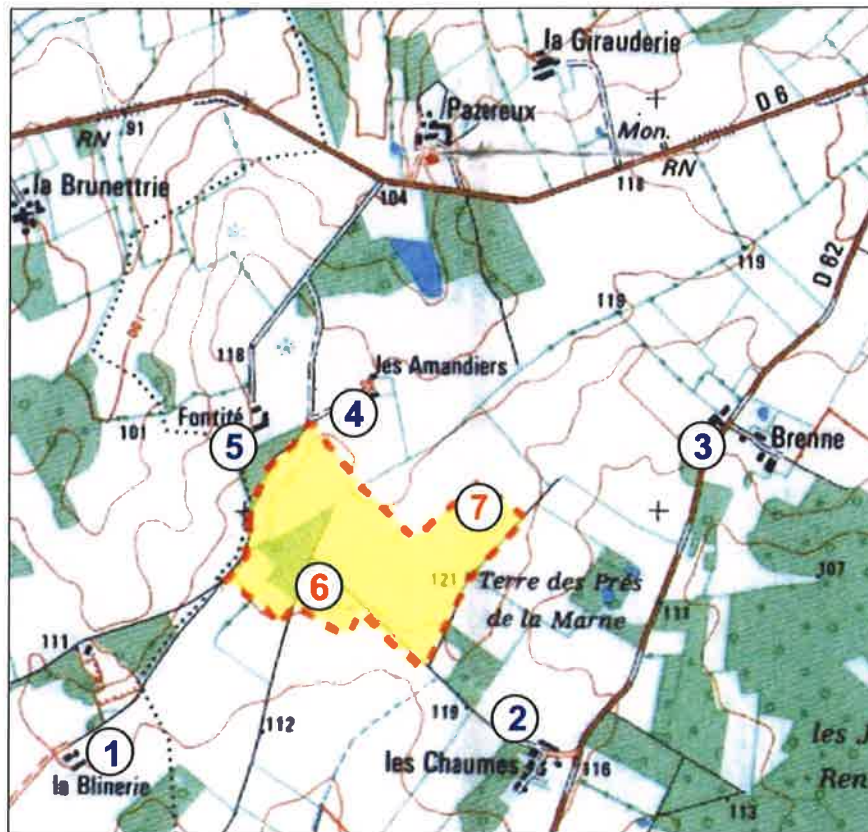 la Girauderie
Pazereux
D 6
Mon.
RN
91
RN
118
la Brunettrie
104
D 62
119
119
100
118
les Amandiers
4
Fontité
101
5
3
Brenne
7
121
107
Terre des Prés
6
de la Marne
111
111
119
2
112
1
les J
les Chaumes
116
la Blinerie
Ren
113